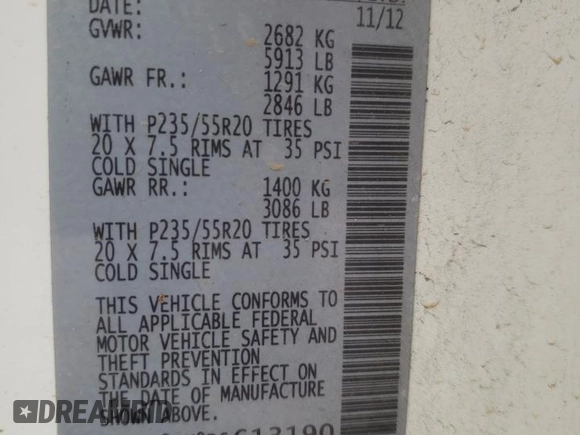 DATE:
11/12
GVWR: 2682 KG
5913 LB
GAWR FR.: 1291 KG
2846 LB
WITH P235/55R20 TIRES
20 X 7.5 RIMS AT 35 PSI
COLD SINGLE
GAWR RR.: 1400 KG
3086 LB
WITH P235/55R20 TIRES
20 X 7.5 RIMS AT 35 PSI
COLD SINGLE
THIS VEHICLE CONFORMS TO
ALL APPLICABLE FEDERAL
MOTOR VEHICLE SAFETY AND
THEFT PREVENTION
STANDARDS IN EFFECT ON
THE DATE OF MANUFACTURE
SHOWN ABOVE.
DREAMBID